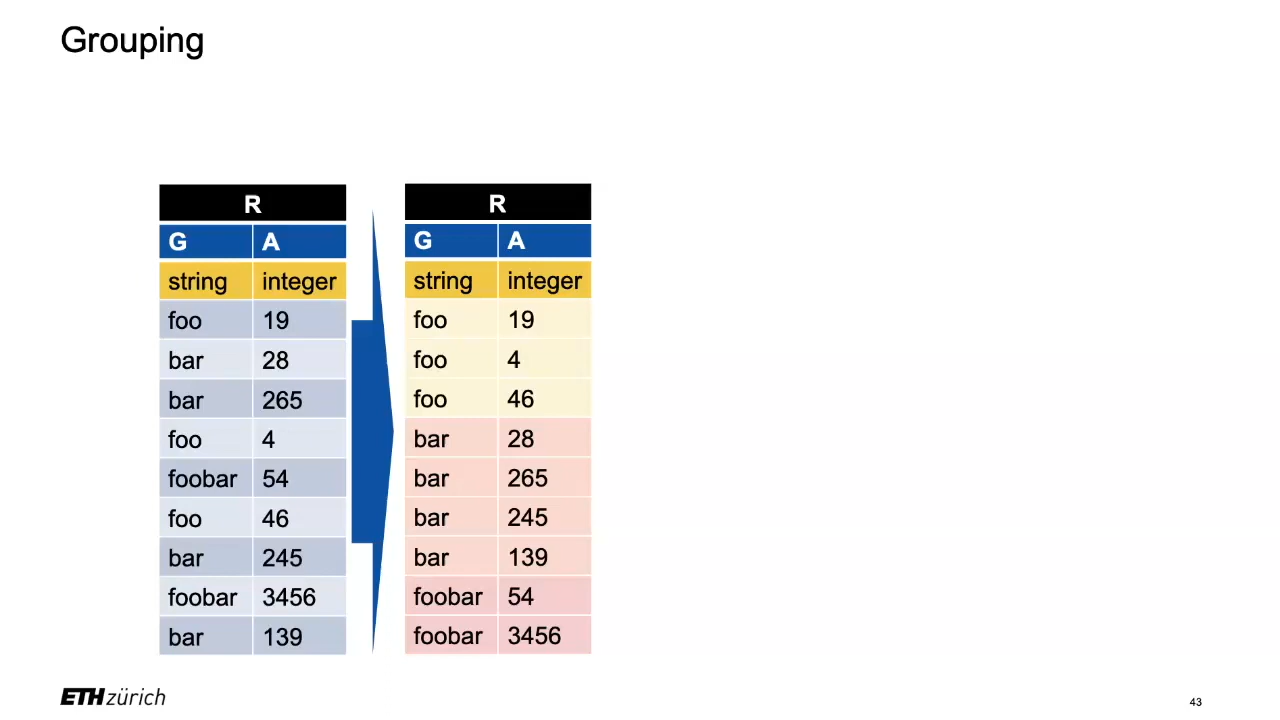 Grouping
R
G A
string integer
foo 19
bar 28
bar 265
foo 4
foobar 54
foo 46
bar 245
foobar 3456
bar 139
R
G A
string integer
foo 19
foo 4
foo 46
bar 28
bar 265
bar 245
bar 139
foobar 54
foobar 3456
ETH zürich
43